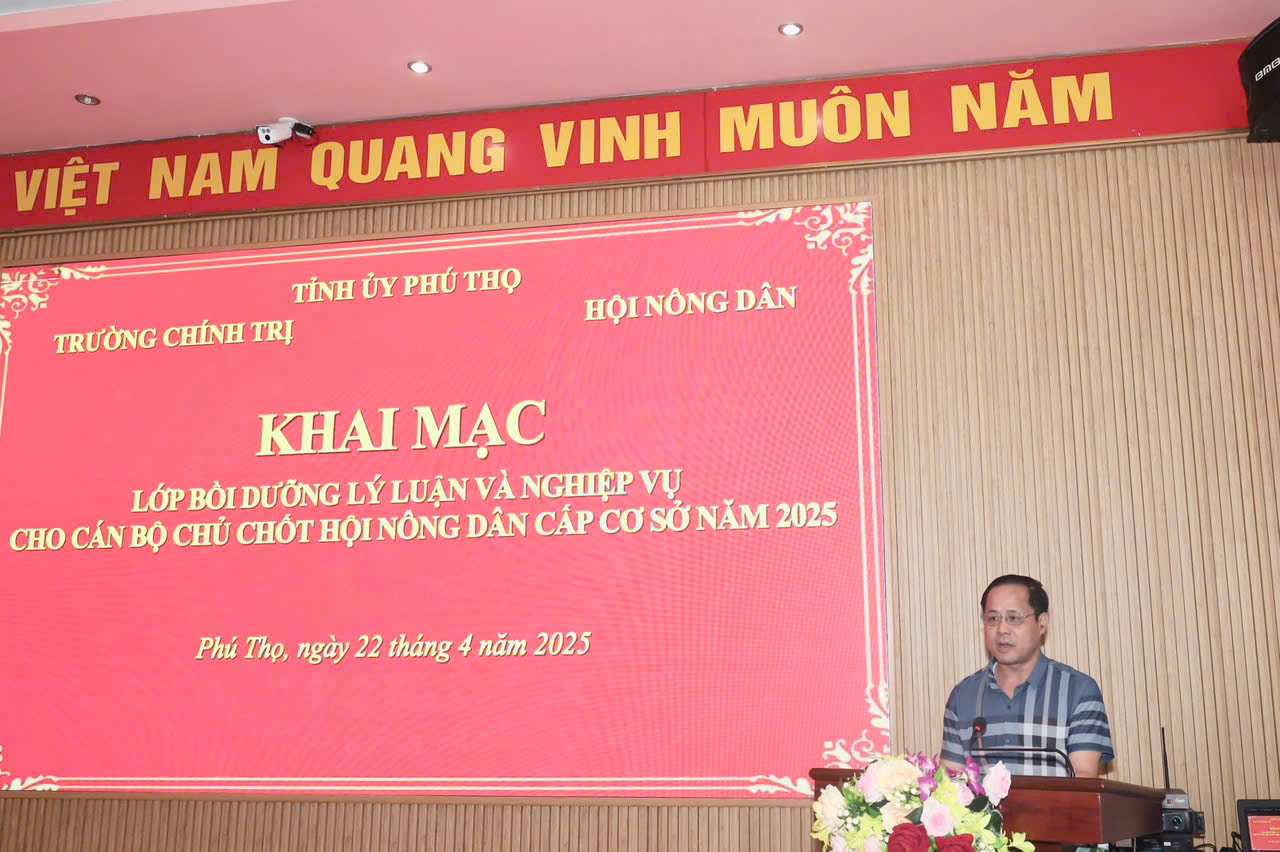 VIỆT NAM QUANG VINH MUÔN NĂM
TỈNH ỦY PHÚ THỌ
TRƯỜNG CHÍNH TRỊ
HỘI NÔNG DÂN
KHAI MẠC
LỚP BỒI DƯỠNG LÝ LUẬN VÀ NGHIỆP VỤ
CHO CÁN BỘ CHỦ CHỐT HỘI NÔNG DÂN CẤP CƠ SỞ NĂM 2025
Phú Thọ, ngày 22 tháng 4 năm 2025
BMB